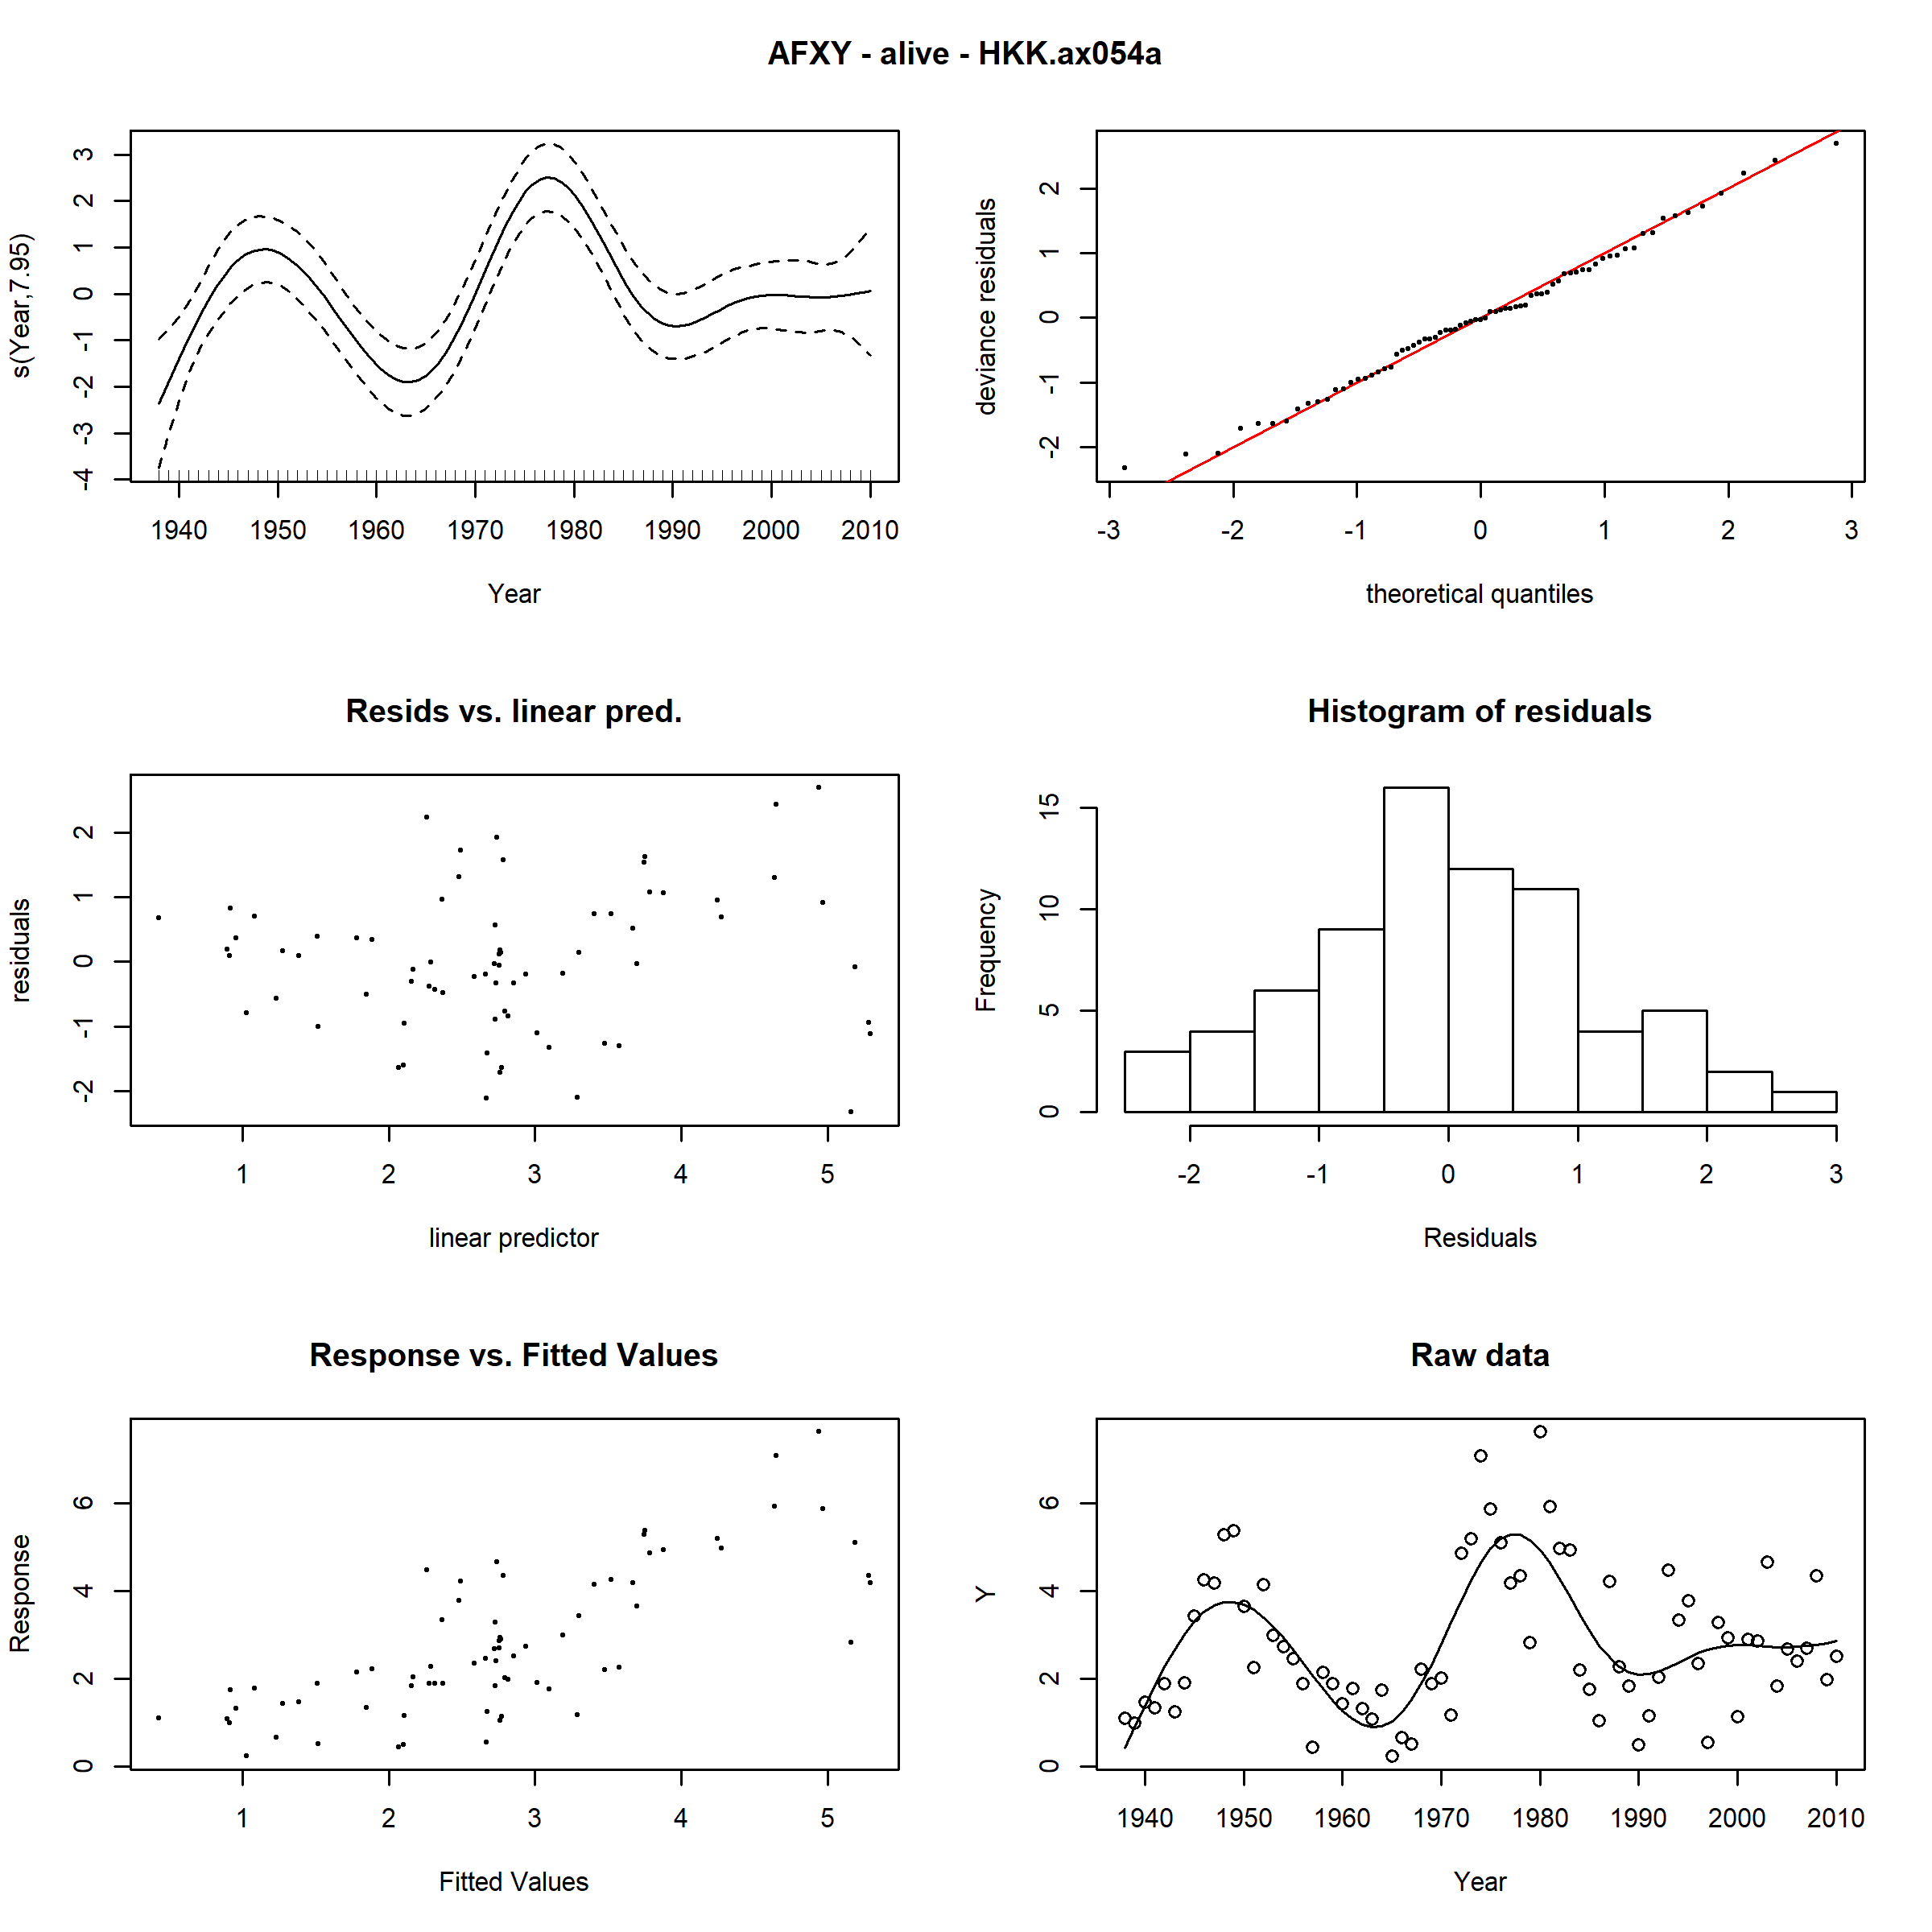 AFXY - alive - HKK.ax054a
s(Year,7.95)
3
2
1
0
-1
-2
-3
-4
1940 1950 1960 1970 1980 1990 2000 2010
Year
deviance residuals
2
1
0
-1
-2
-3 -2 -1 0 1 2 3
theoretical quantiles
Resids vs. linear pred.
residuals
2
1
0
-1
-2
1 2 3 4 5
linear predictor
Histogram of residuals
Frequency
15
10
5
0
-2 -1 0 1 2 3
Residuals
Response vs. Fitted Values
Response
6
4
2
0
1 2 3 4 5
Fitted Values
Raw data
Y
6
4
2
0
1940 1950 1960 1970 1980 1990 2000 2010
Year